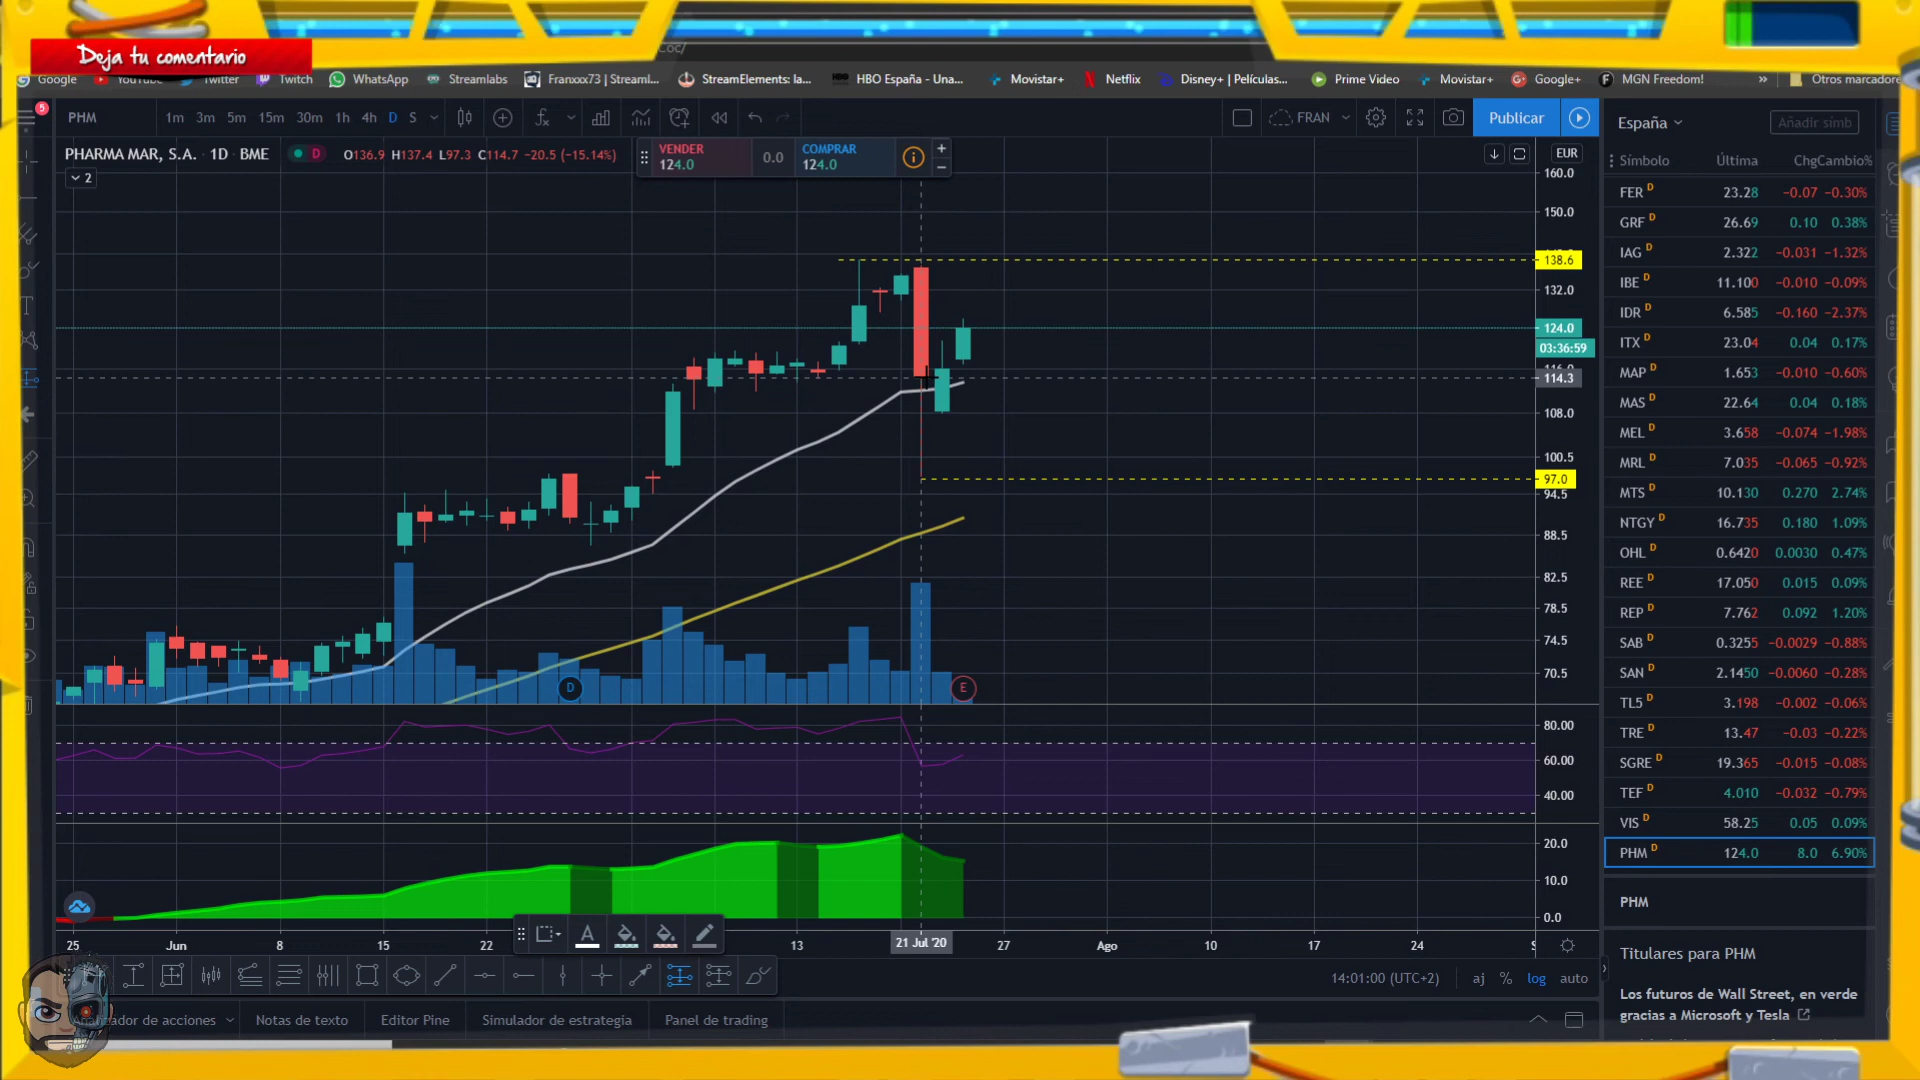 Deja tu comentario
Coc/
Google YouTube Twitter Twitch WhatsApp Streamlabs Franxxx73 | Streaml... StreamElements: la... HBO España - Una... Movistar+ Netflix Disney+ | Películas... Prime Video Movistar+ Google+ MGN Freedom! » Otros marcadore
5
PHM 1m 3m 5m 15m 30m 1h 4h D S FRAN Publicar
PHARMA MAR, S.A. · 1D · BME D O136.9 H137.4 L97.3 C114.7 −20.5 (−15.14%)
2
VENDER 124.0
0.0
COMPRAR 124.0
EUR
160.0
150.0
138.6
132.0
124.0
03:36:59
114.3
108.0
100.5
97.0
94.5
88.5
82.5
78.5
74.5
70.5
D
E
80.00
60.00
40.00
20.0
10.0
0.0
25 Jun 8 15 22 13 21 Jul '20 27 Ago 10 17 24
14:01:00 (UTC+2) aj % log auto
de acciones Notas de texto Editor Pine Simulador de estrategia Panel de trading
España Añadir símb
Símbolo Última Chg Cambio%
FER D 23.28 −0.07 −0.30%
GRF D 26.69 0.10 0.38%
IAG D 2.322 −0.031 −1.32%
IBE D 11.100 −0.010 −0.09%
IDR D 6.585 −0.160 −2.37%
ITX D 23.04 0.04 0.17%
MAP D 1.653 −0.010 −0.60%
MAS D 22.64 0.04 0.18%
MEL D 3.658 −0.074 −1.98%
MRL D 7.035 −0.065 −0.92%
MTS D 10.130 0.270 2.74%
NTGY D 16.735 0.180 1.09%
OHL D 0.6420 0.0030 0.47%
REE D 17.050 0.015 0.09%
REP D 7.762 0.092 1.20%
SAB D 0.3255 −0.0029 −0.88%
SAN D 2.1450 −0.0060 −0.28%
TL5 D 3.198 −0.002 −0.06%
TRE D 13.47 −0.03 −0.22%
SGRE D 19.365 −0.015 −0.08%
TEF D 4.010 −0.032 −0.79%
VIS D 58.25 0.05 0.09%
PHM D 124.0 8.0 6.90%
PHM
Titulares para PHM
Los futuros de Wall Street, en verde
gracias a Microsoft y Tesla